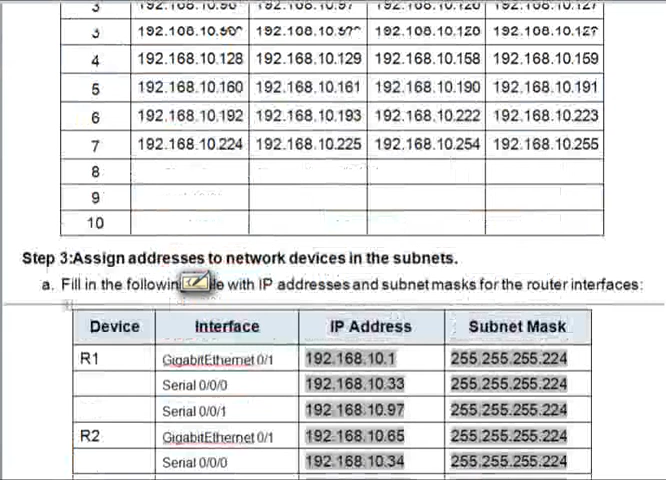 4 192.168.10.128 192.168.10.129 192.168.10.158 192.168.10.159
5 192.168.10.160 192.168.10.161 192.168.10.190 192.168.10.191
6 192.168.10.192 192.168.10.193 192.168.10.222 192.168.10.223
7 192.168.10.224 192.168.10.225 192.168.10.254 192.168.10.255
8
9
10
Step 3:Assign addresses to network devices in the subnets.
a. Fill in the followin le with IP addresses and subnet masks for the router interfaces:
Device Interface IP Address Subnet Mask
R1 GigabitEthernet 0/1 192.168.10.1 255.255.255.224
Serial 0/0/0 192.168.10.33 255.255.255.224
Serial 0/0/1 192.168.10.97 255.255.255.224
R2 GigabitEthernet 0/1 192.168.10.65 255.255.255.224
Serial 0/0/0 192.168.10.34 255.255.255.224